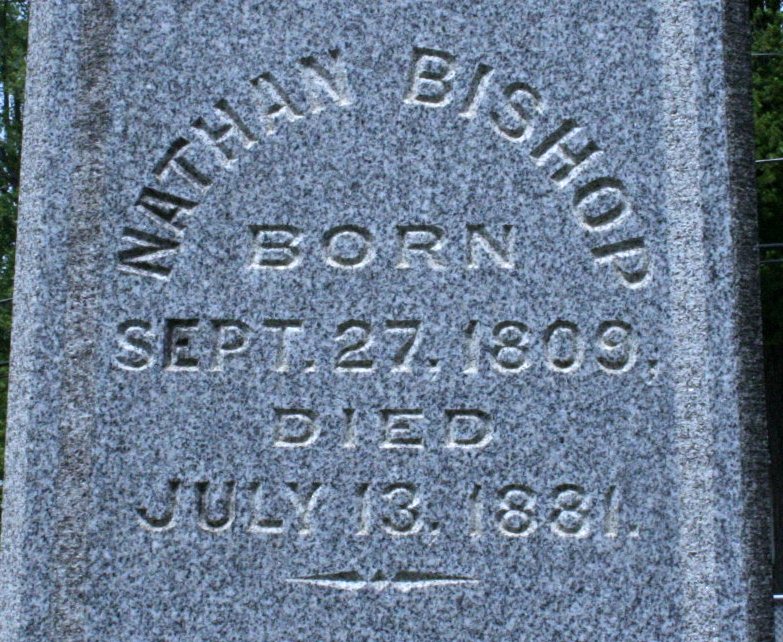 NATHAN BISHOP
BORN
SEPT. 27, 1809,
DIED
JULY 13, 1881.